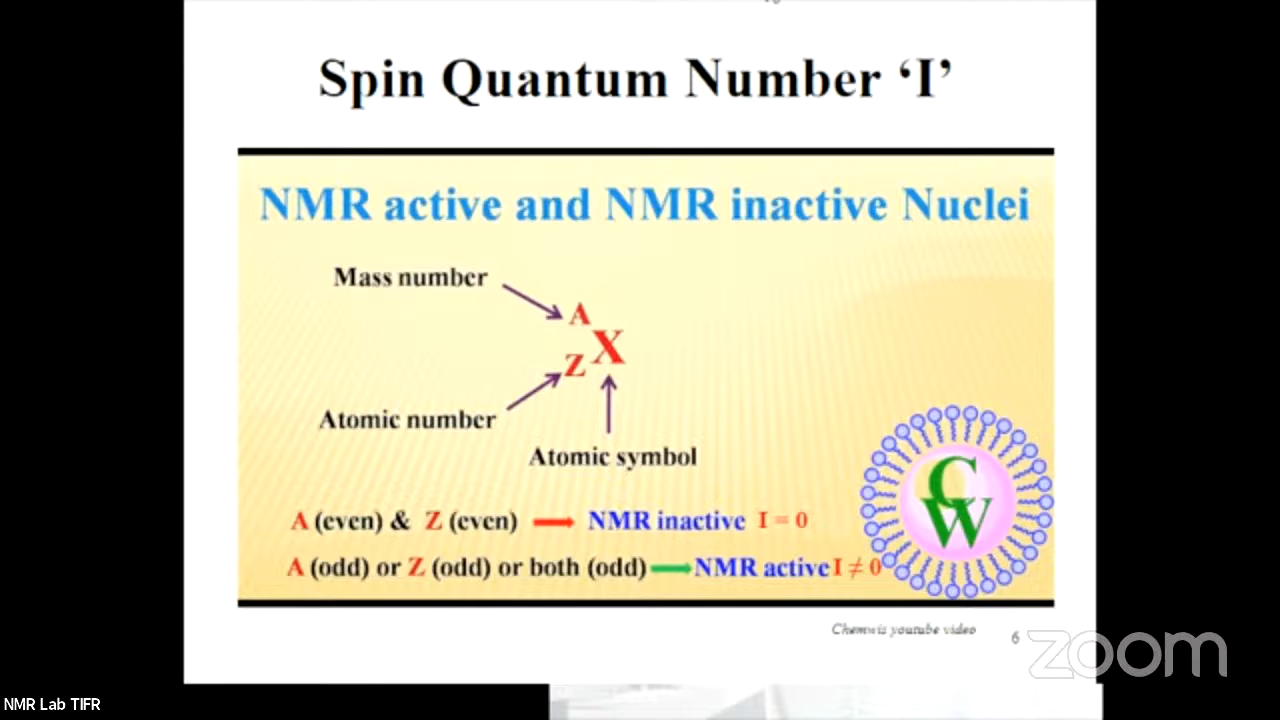 Spin Quantum Number ‘I’
NMR active and NMR inactive Nuclei
Mass number
A
X
Z
Atomic number
Atomic symbol
C
W
A (even) & Z (even) NMR inactive I = 0
A (odd) or Z (odd) or both (odd) NMR active I ≠ 0
Chemwis youtube video
6
zoom
NMR Lab TIFR